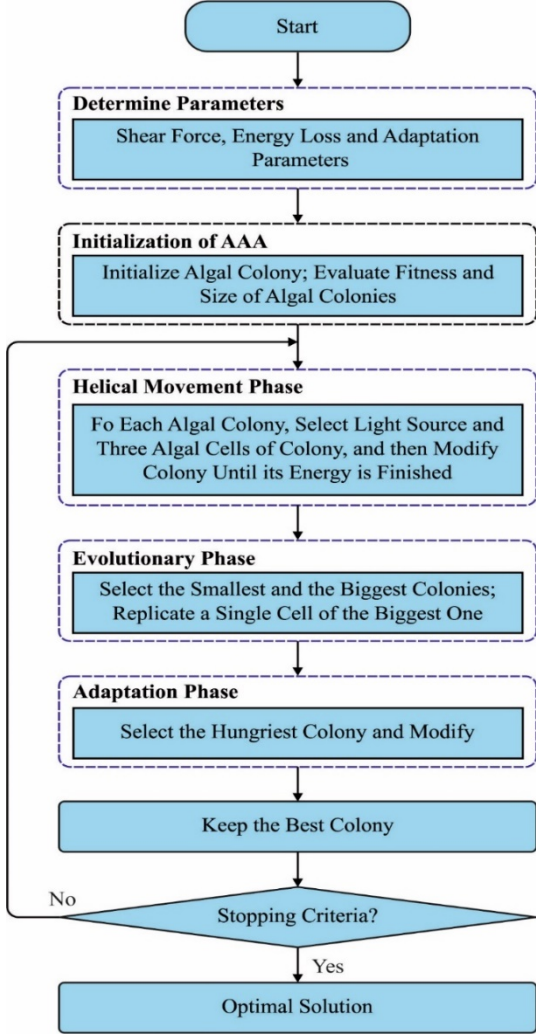 Start
Determine Parameters
Shear Force, Energy Loss and Adaptation
Parameters
Initialization of AAA
Initialize Algal Colony; Evaluate Fitness and
Size of Algal Colonies
Helical Movement Phase
Fo Each Algal Colony, Select Light Source and
Three Algal Cells of Colony, and then Modify
Colony Until its Energy is Finished
Evolutionary Phase
Select the Smallest and the Biggest Colonies;
Replicate a Single Cell of the Biggest One
Adaptation Phase
Select the Hungriest Colony and Modify
Keep the Best Colony
No
Stopping Criteria?
Yes
Optimal Solution